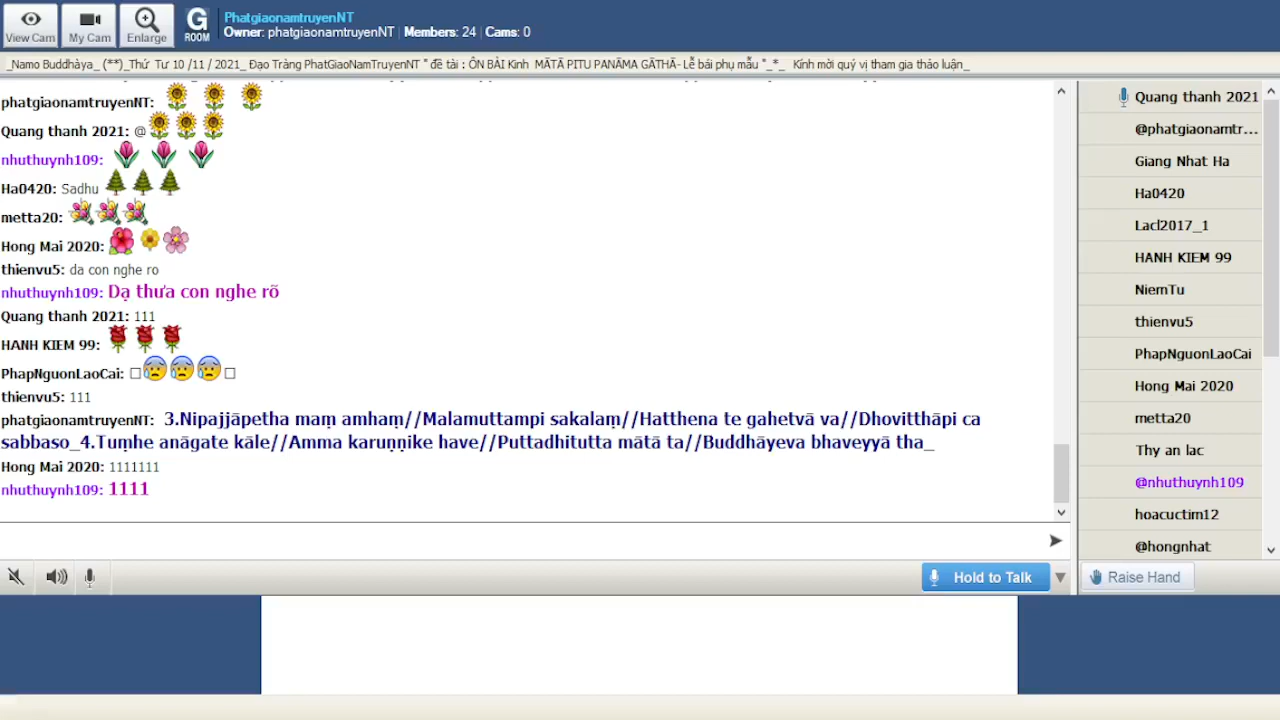 View Cam
My Cam
Enlarge
G
ROOM
PhatgiaonamtruyenNT
Owner: phatgiaonamtruyenNT | Members: 24 | Cams: 0
_Namo Buddhàya_ (**)_Thứ Tư 10 /11 / 2021_ Đạo Tràng PhatGiaoNamTruyenNT " đề tài : ÔN BÀI Kinh MĀTĀ PITU PANĀMA GĀTHĀ- Lễ bái phụ mẫu "_*_ Kính mời quý vị tham gia thảo luận_
phatgiaonamtruyenNT:
Quang thanh 2021: @
nhuthuynh109:
Ha0420: Sadhu
metta20:
Hong Mai 2020:
thienvu5: da con nghe ro
nhuthuynh109: Dạ thưa con nghe rõ
Quang thanh 2021: 111
HANH KIEM 99:
PhapNguonLaoCai:
thienvu5: 111
phatgiaonamtruyenNT: 3.Nipajjāpetha maṃ amhaṃ//Malamuttampi sakalaṃ//Hatthena te gahetvā va//Dhovitthāpi ca
sabbaso_4.Tuṃhe anāgate kāle//Amma karuṇṇike have//Puttadhitutta mātā ta//Buddhāyeva bhaveyyā tha_
Hong Mai 2020: 1111111
nhuthuynh109: 1111
Hold to Talk
Quang thanh 2021
@phatgiaonamtr...
Giang Nhat Ha
Ha0420
Lacl2017_1
HANH KIEM 99
NiemTu
thienvu5
PhapNguonLaoCai
Hong Mai 2020
metta20
Thy an lac
@nhuthuynh109
hoacuctim12
@hongnhat
Raise Hand